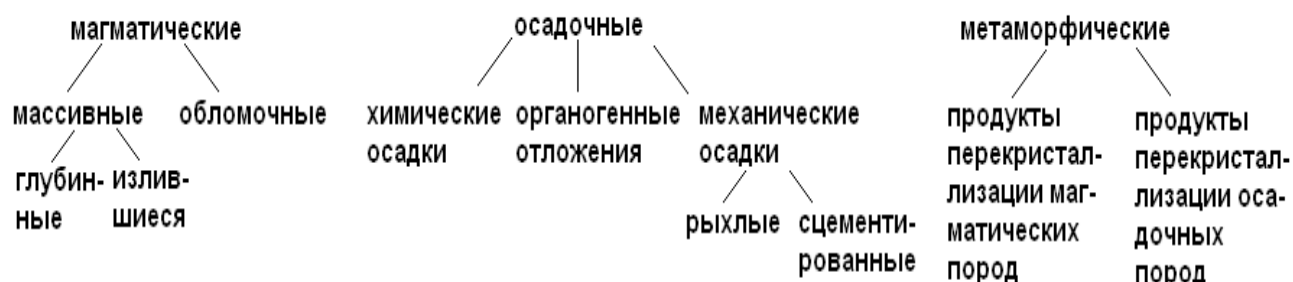 магматические
массивные
обломочные
глубин-
ные
излив-
шиеся
осадочные
химические
осадки
органогенные
отложения
механические
осадки
рыхлые
сцементи-
рованные
метаморфические
продукты
перекристал-
лизации маг-
матических
пород
продукты
перекристал-
лизации оса-
дочных
пород